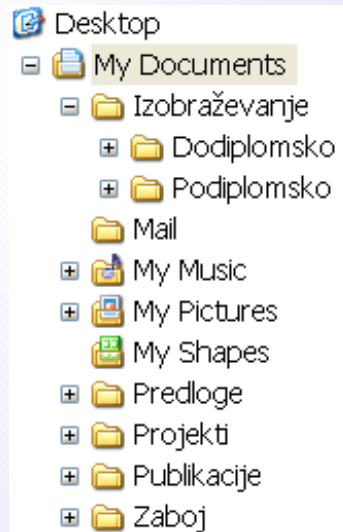 Desktop
My Documents
Izobraževanje
Dodiplomsko
Podiplomsko
Mail
My Music
My Pictures
My Shapes
Predloge
Projekti
Publikacije
Zaboj